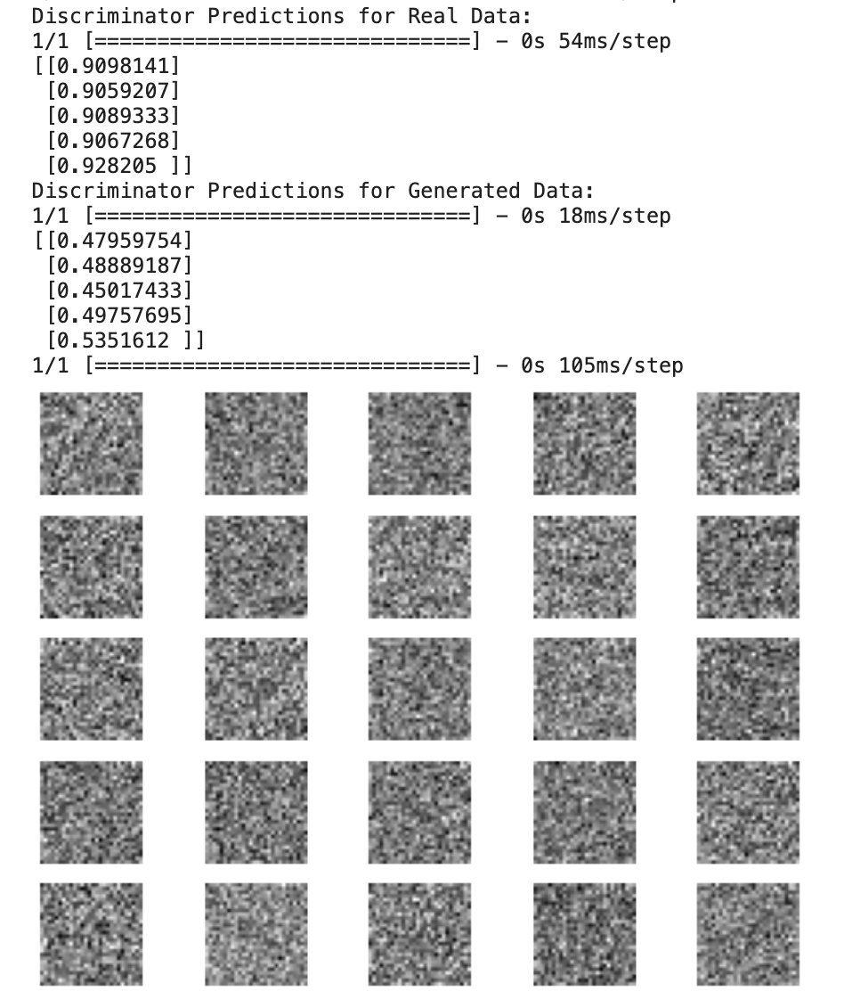 Discriminator Predictions for Real Data:
1/1 [==============================] - 0s 54ms/step
[[0.9098141]
 [0.9059207]
 [0.9089333]
 [0.9067268]
 [0.928205 ]]
Discriminator Predictions for Generated Data:
1/1 [==============================] - 0s 18ms/step
[[0.47959754]
 [0.48889187]
 [0.45017433]
 [0.49757695]
 [0.5351612 ]]
1/1 [==============================] - 0s 105ms/step